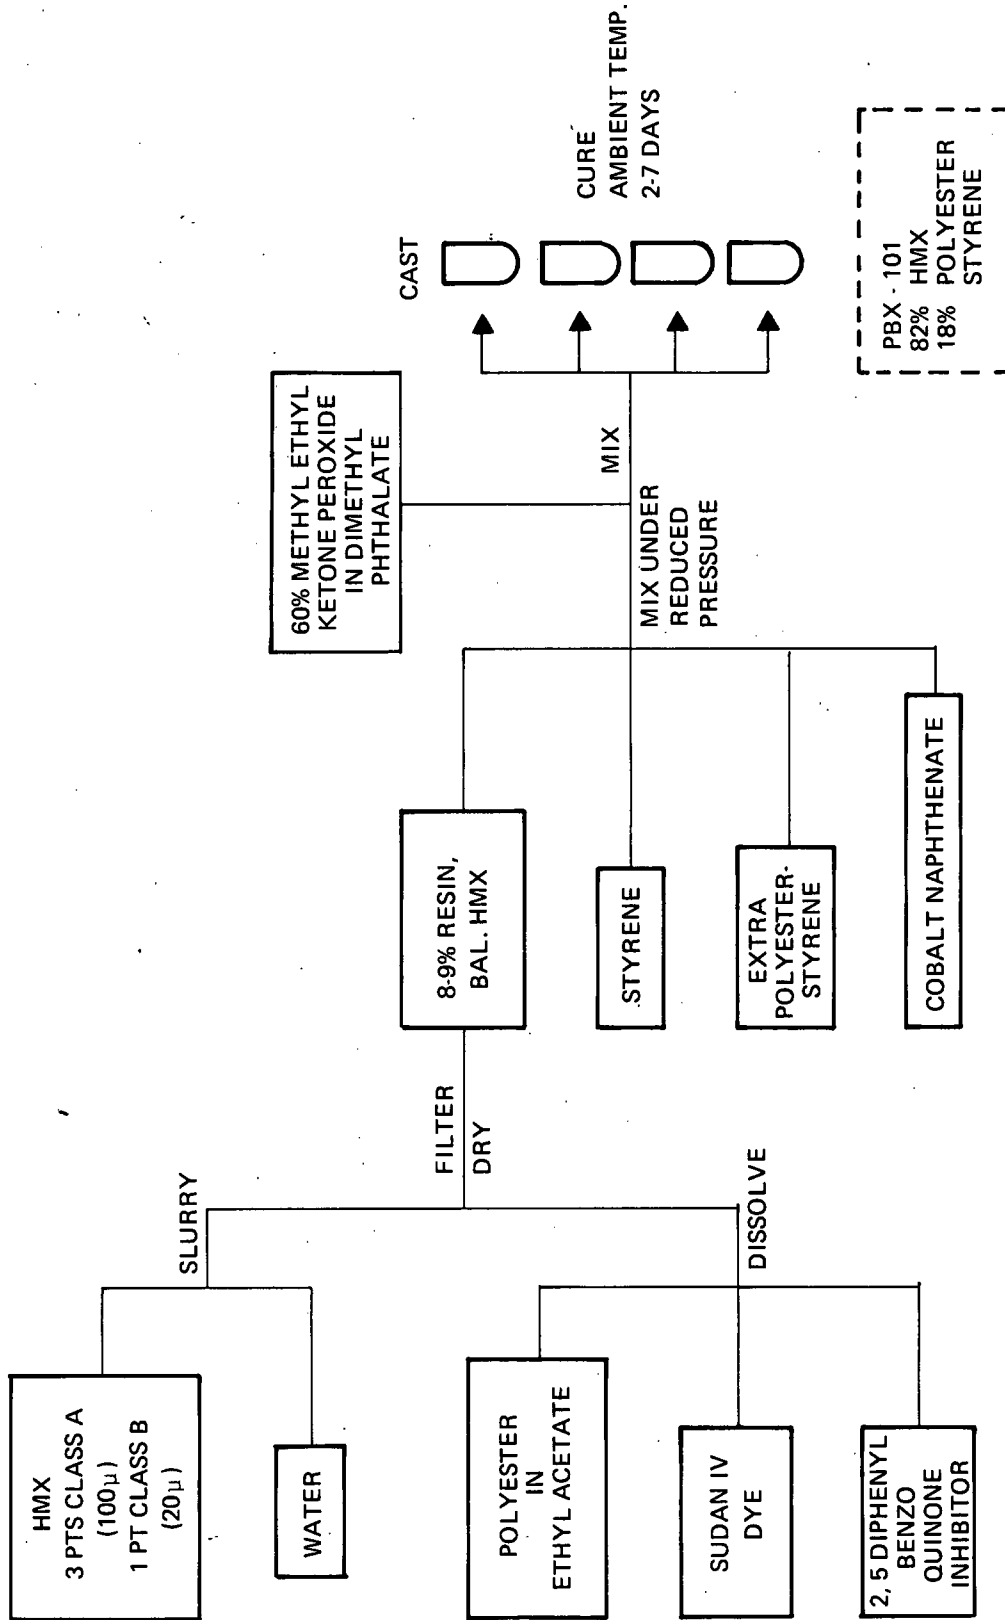 HMX
3 PTS CLASS A
(100μ)
1 PT CLASS B
(20μ)
WATER
SLURRY
POLYESTER
IN
ETHYL ACETATE
SUDAN IV
DYE
2, 5 DIPHENYL
BENZO
QUINONE
INHIBITOR
DISSOLVE
FILTER
DRY
8-9% RESIN,
BAL. HMX
STYRENE
EXTRA
POLYESTER-
STYRENE
COBALT NAPHTHENATE
MIX UNDER
REDUCED
PRESSURE
60% METHYL ETHYL
KETONE PEROXIDE
IN DIMETHYL
PHTHALATE
MIX
CAST
CURE
AMBIENT TEMP.
2-7 DAYS
PBX - 101
82% HMX
18% POLYESTER
STYRENE